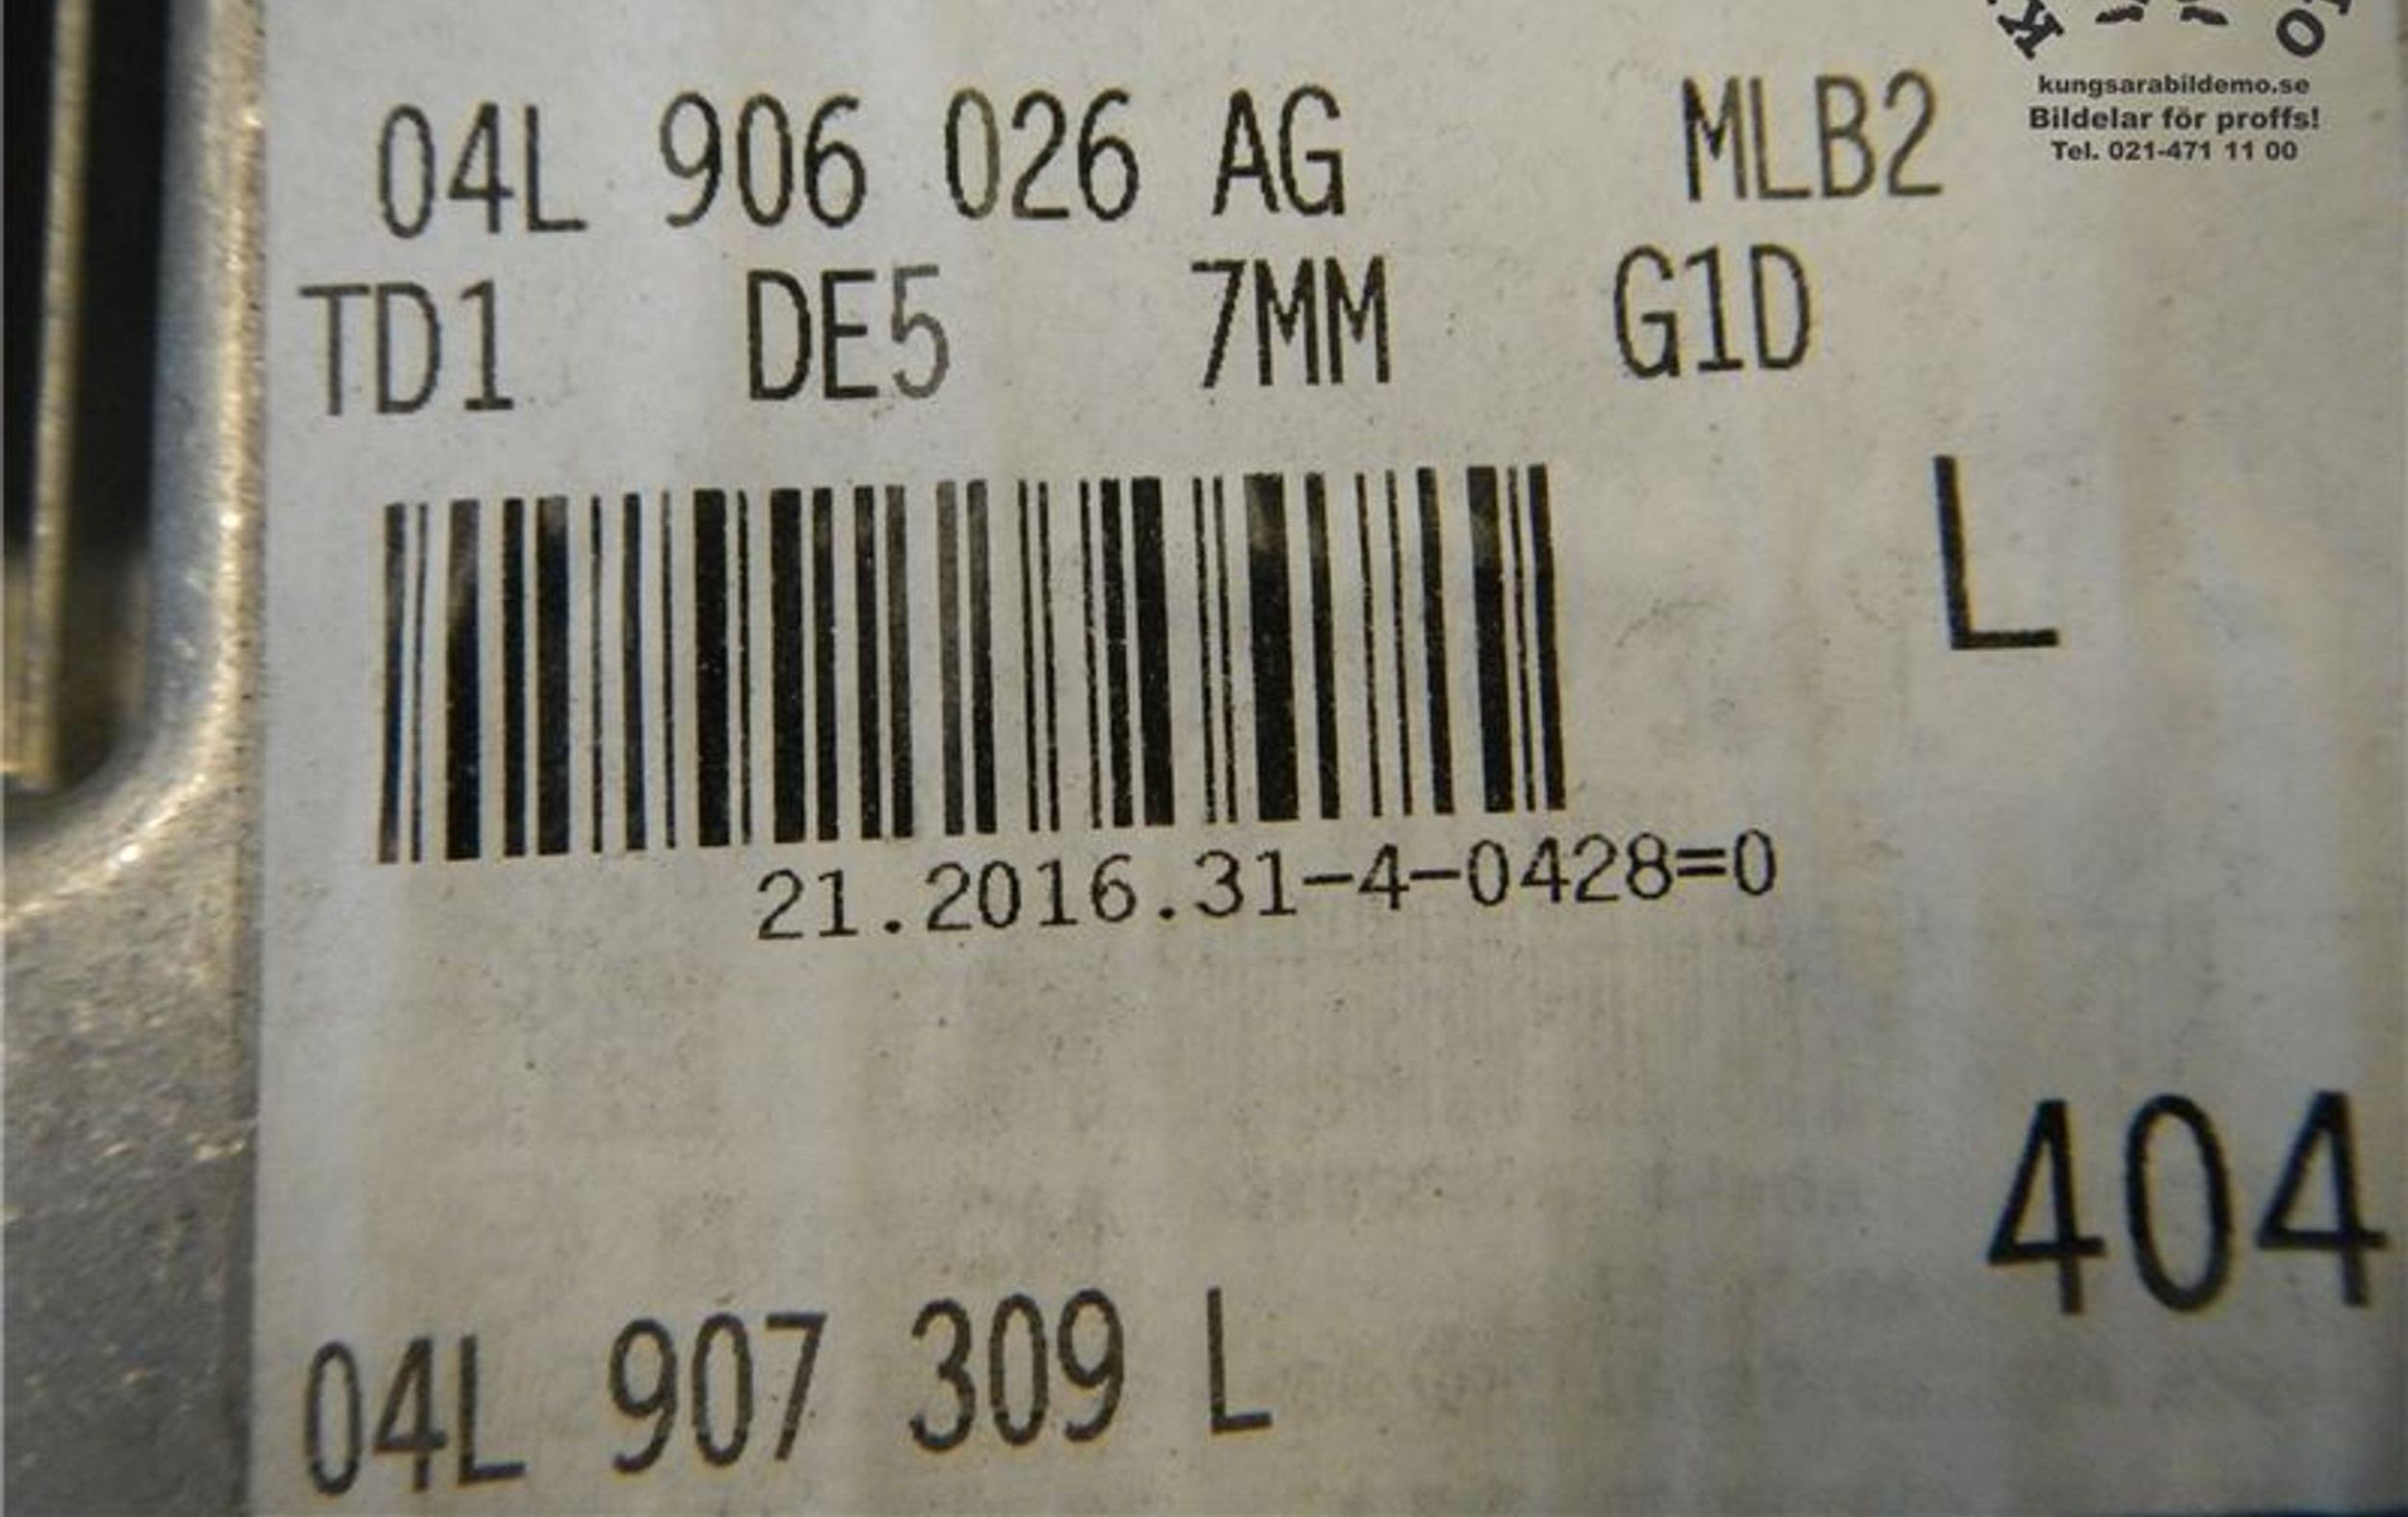 04L 906 026 AG MLB2
kungsarabildemo.se
Bildelar för proffs!
Tel. 021-471 11 00
TD1 DE5 7MM G1D
L
21.2016.31-4-0428=0
404
04L 907 309 L